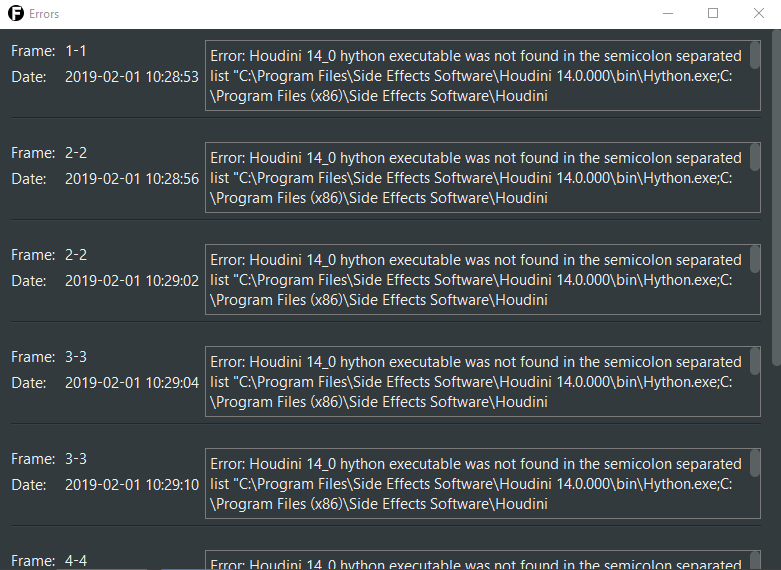 Errors
Frame: 1-1
Date: 2019-02-01 10:28:53
Error: Houdini 14_0 hython executable was not found in the semicolon separated
list "C:\Program Files\Side Effects Software\Houdini 14.0.000\bin\Hython.exe;C:
\Program Files (x86)\Side Effects Software\Houdini
Frame: 2-2
Date: 2019-02-01 10:28:56
Error: Houdini 14_0 hython executable was not found in the semicolon separated
list "C:\Program Files\Side Effects Software\Houdini 14.0.000\bin\Hython.exe;C:
\Program Files (x86)\Side Effects Software\Houdini
Frame: 2-2
Date: 2019-02-01 10:29:02
Error: Houdini 14_0 hython executable was not found in the semicolon separated
list "C:\Program Files\Side Effects Software\Houdini 14.0.000\bin\Hython.exe;C:
\Program Files (x86)\Side Effects Software\Houdini
Frame: 3-3
Date: 2019-02-01 10:29:04
Error: Houdini 14_0 hython executable was not found in the semicolon separated
list "C:\Program Files\Side Effects Software\Houdini 14.0.000\bin\Hython.exe;C:
\Program Files (x86)\Side Effects Software\Houdini
Frame: 3-3
Date: 2019-02-01 10:29:10
Error: Houdini 14_0 hython executable was not found in the semicolon separated
list "C:\Program Files\Side Effects Software\Houdini 14.0.000\bin\Hython.exe;C:
\Program Files (x86)\Side Effects Software\Houdini
Frame: 4-4
Error: Houdini 14_0 hython executable was not found in the semicolon separated